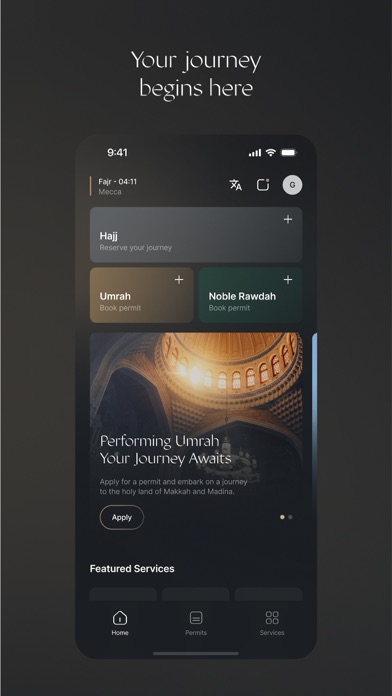 Your journey
begins here
9:41
Fajr - 04:11
Mecca
G
Hajj
Reserve your journey
Umrah
Book permit
Noble Rawdah
Book permit
Performing Umrah
Your Journey Awaits
Apply for a permit and embark on a journey
to the holy land of Makkah and Madina.
Apply
Featured Services
Home
Permits
Services